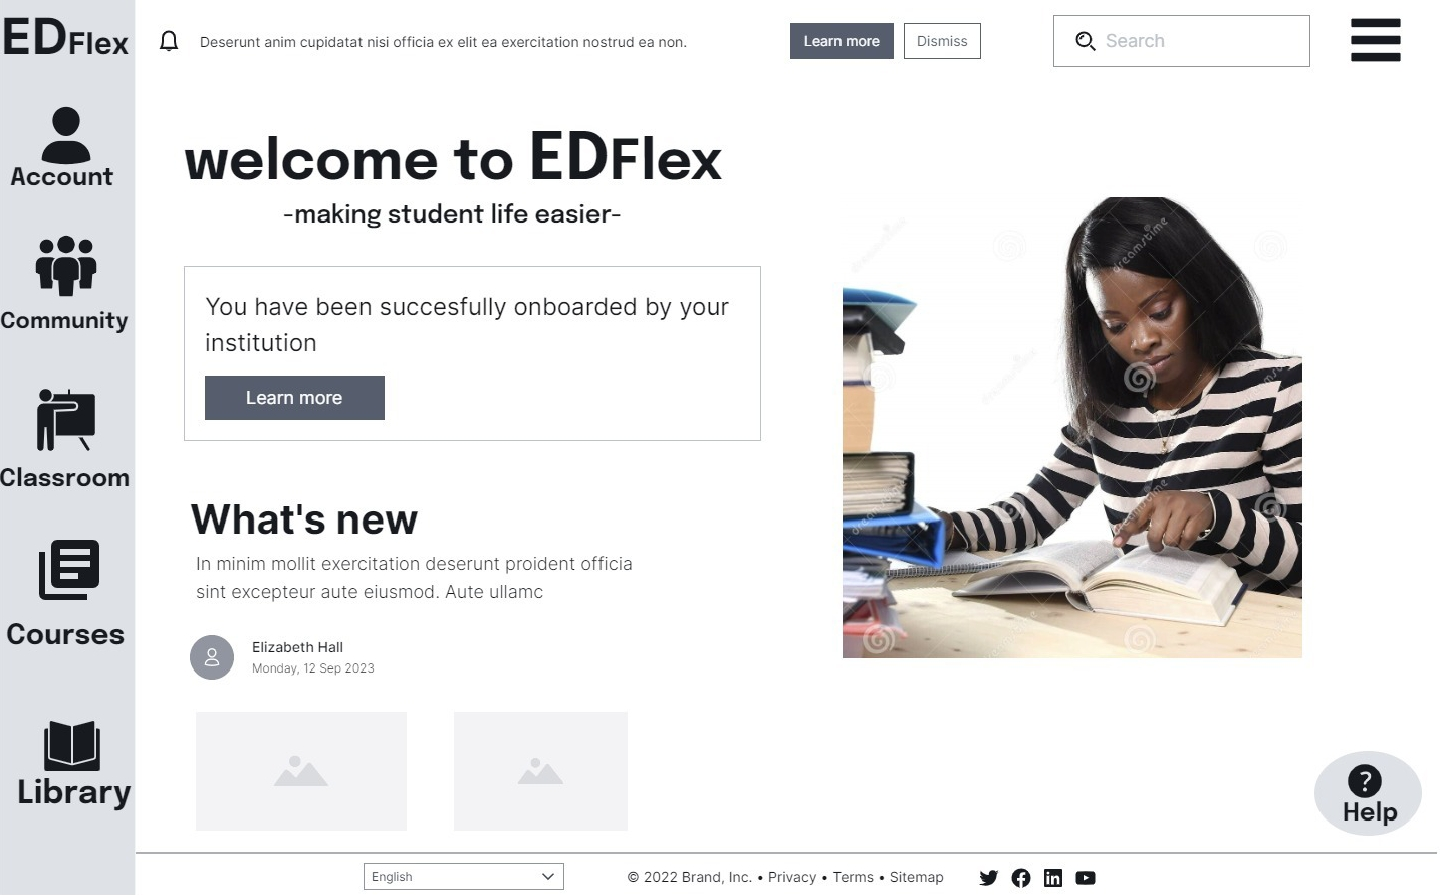 EDFlex
Deserunt anim cupidatat nisi officia ex elit ea exercitation nostrud ea non.
Learn more
Dismiss
Search
Account
Community
Classroom
Courses
Library
welcome to EDFlex
-making student life easier-
You have been succesfully onboarded by your
institution
Learn more
What's new
In minim mollit exercitation deserunt proident officia
sint excepteur aute eiusmod. Aute ullamc
Elizabeth Hall
Monday, 12 Sep 2023
dreamstime
dreamstime
dreamstime
Help
English
© 2022 Brand, Inc. • Privacy • Terms • Sitemap